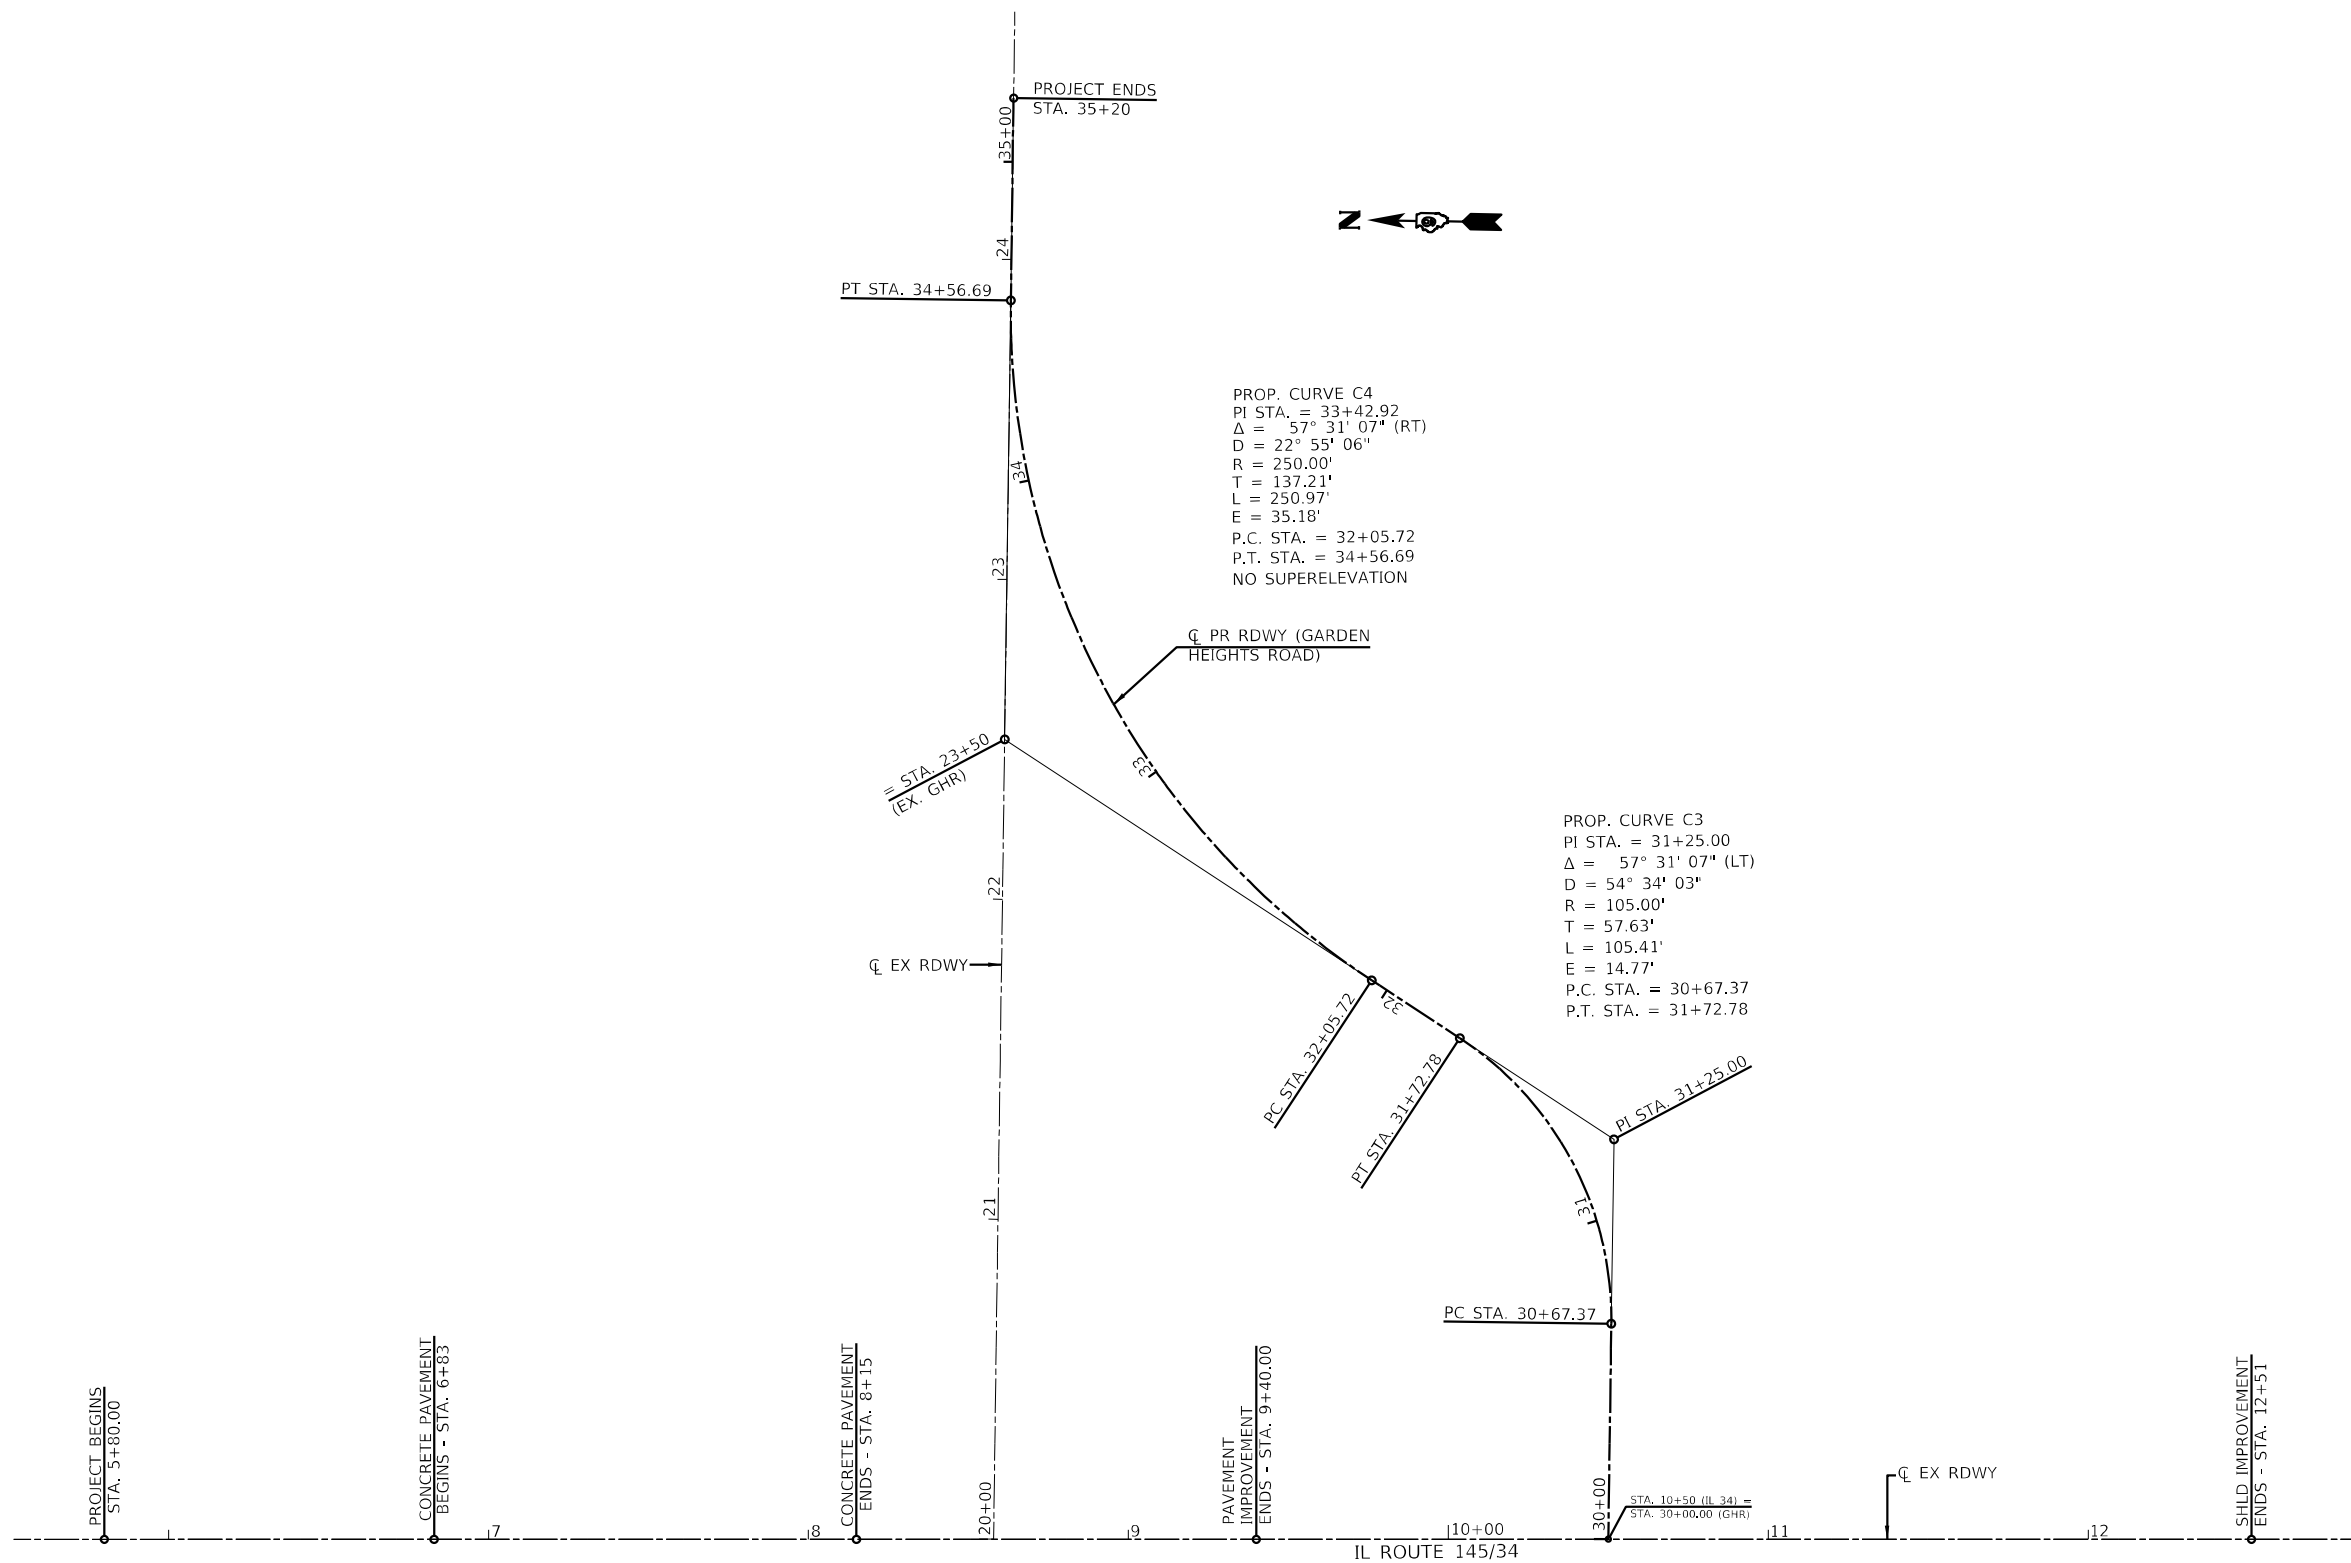 PROJECT ENDS
STA. 35+20
35+00
N
24
PT STA. 34+56.69
PROP. CURVE C4
PI STA. = 33+42.92
Δ = 57° 31' 07" (RT)
D = 22° 55' 06"
R = 250.00'
T = 137.21'
L = 250.97'
E = 35.18'
P.C. STA. = 32+05.72
P.T. STA. = 34+56.69
NO SUPERELEVATION
34
23
℄ PR RDWY (GARDEN
HEIGHTS ROAD)
= STA. 23+50
(EX. GHR)
33
PROP. CURVE C3
PI STA. = 31+25.00
Δ = 57° 31' 07" (LT)
D = 54° 34' 03"
R = 105.00'
T = 57.63'
L = 105.41'
E = 14.77'
P.C. STA. = 30+67.37
P.T. STA. = 31+72.78
22
℄ EX RDWY
32
PC STA. 32+05.72
PT STA. 31+72.78
PI STA. 31+25.00
21
31
PC STA. 30+67.37
PROJECT BEGINS
STA. 5+80.00
CONCRETE PAVEMENT
BEGINS - STA. 6+83
CONCRETE PAVEMENT
ENDS - STA. 8+15
20+00
PAVEMENT
IMPROVEMENT
ENDS - STA. 9+40.00
30+00
STA. 10+50 (IL 34) =
STA. 30+00.00 (GHR)
℄ EX RDWY
SHLD IMPROVEMENT
ENDS - STA. 12+51
7
8
9
10+00
11
12
IL ROUTE 145/34